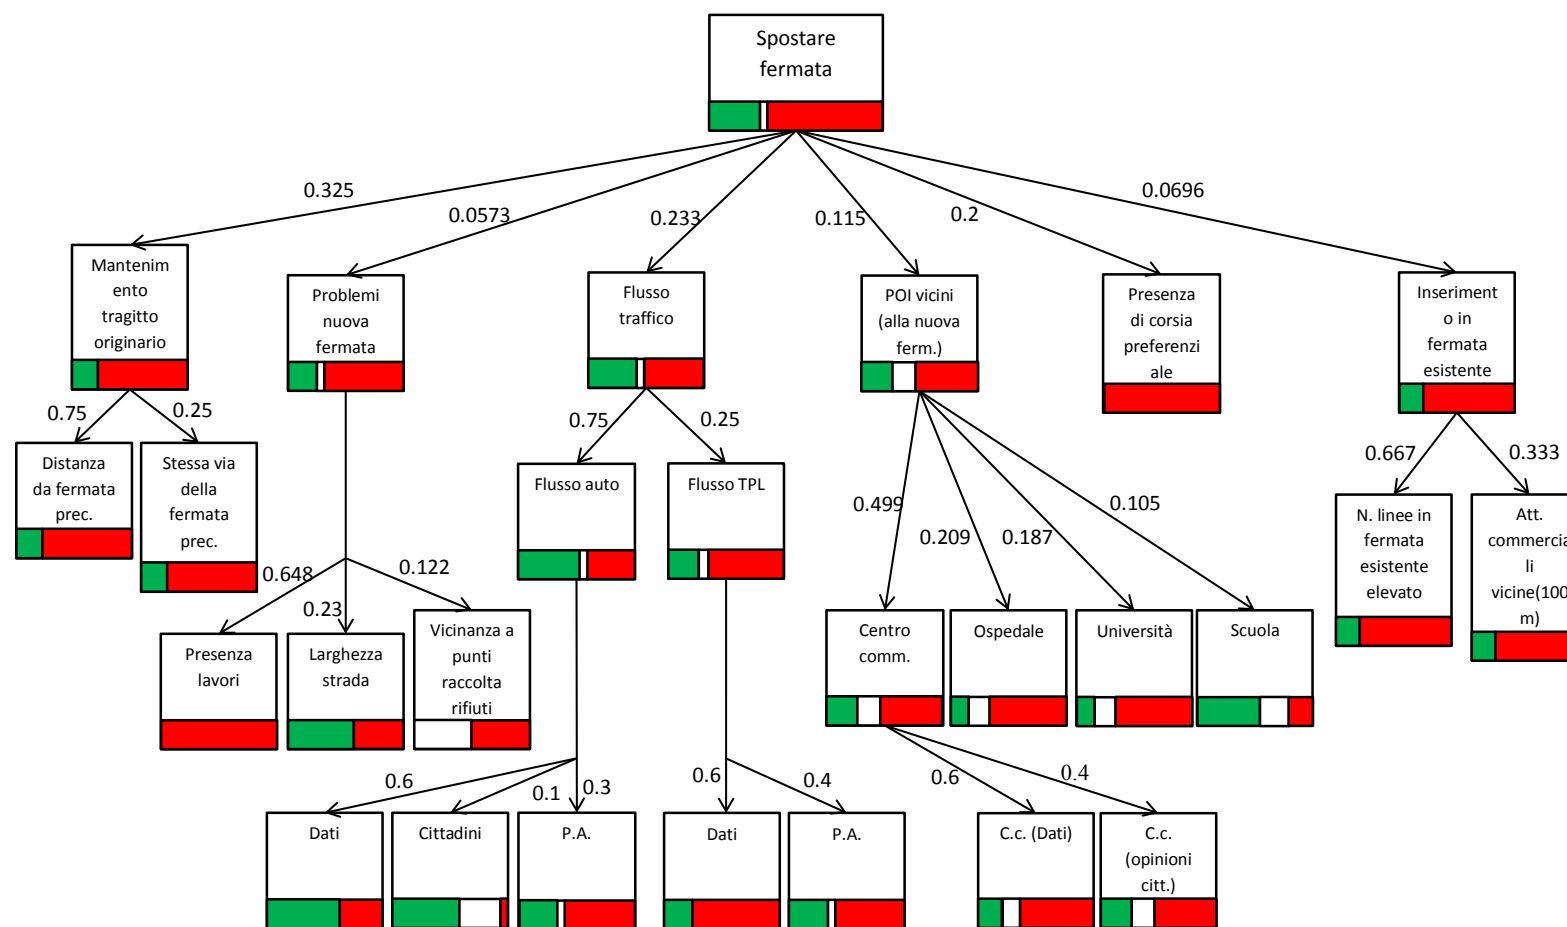 Spostare
fermata
0.325
0.0573
0.233
0.115
0.2
0.0696
Mantenim
ento
tragitto
originario
Problemi
nuova
fermata
Flusso
traffico
POI vicini
(alla nuova
ferm.)
Presenza
di corsia
preferenzi
ale
Inseriment
o in
fermata
esistente
0.75
0.25
0.75
0.25
0.499
0.209
0.187
0.105
0.667
0.333
Distanza
da fermata
prec.
Stessa via
della
fermata
prec.
Flusso auto
Flusso TPL
N. linee in
fermata
esistente
elevato
Att.
commercia
li
vicine(100
m)
0.648
0.23
0.122
Presenza
lavori
Larghezza
strada
Vicinanza a
punti
raccolta
rifiuti
Centro
comm.
Ospedale
Università
Scuola
0.6
0.1
0.3
0.6
0.4
0.6
0.4
Dati
Cittadini
P.A.
Dati
P.A.
C.c. (Dati)
C.c.
(opinioni
citt.)